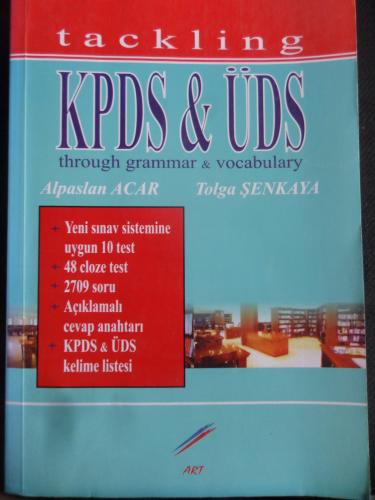 tackling
KPDS & ÜDS
through grammar & vocabulary
Alpaslan ACAR Tolga ŞENKAYA
+ Yeni sınav sistemine
uygun 10 test
+ 48 cloze test
+ 2709 soru
+ Açıklamalı
cevap anahtarı
+ KPDS & ÜDS
kelime listesi
ART